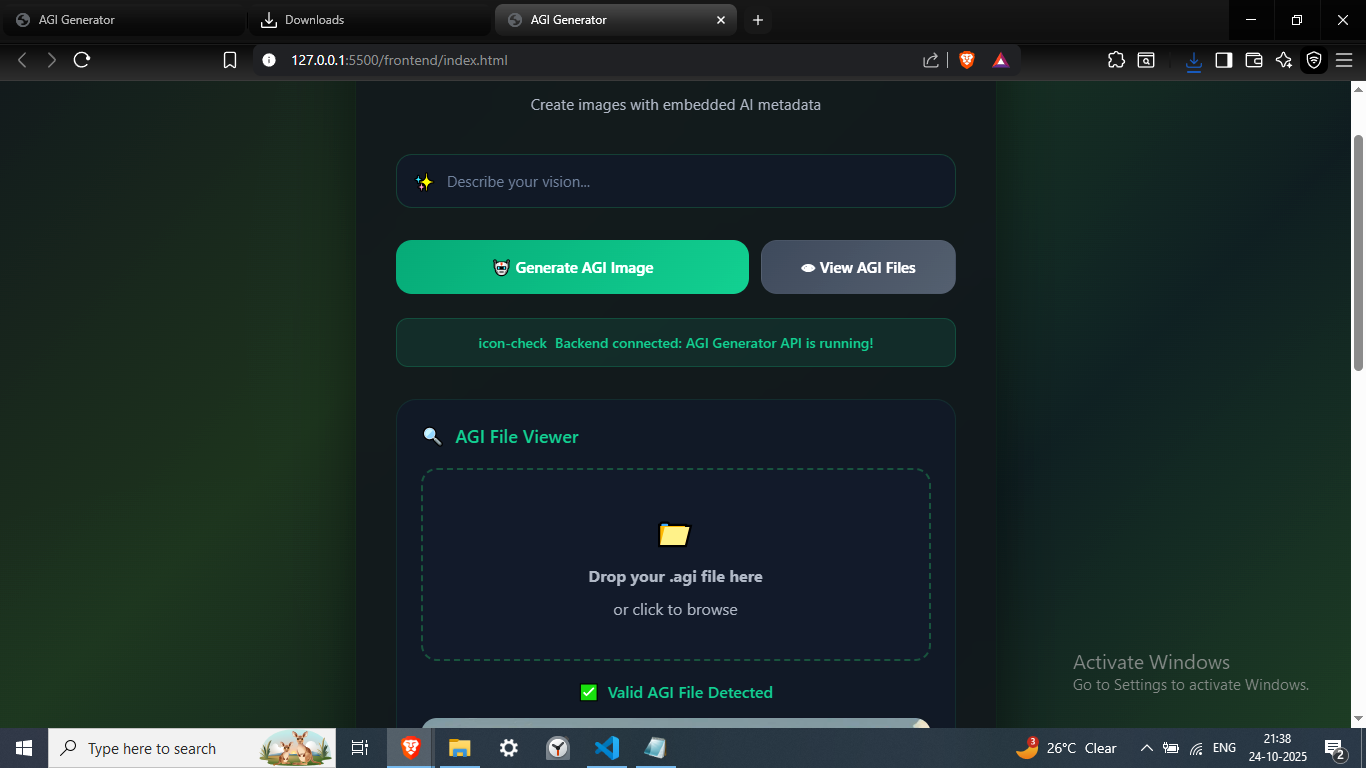 AGI Generator
Downloads
AGI Generator
127.0.0.1:5500/frontend/index.html
Create images with embedded AI metadata
Describe your vision...
Generate AGI Image
View AGI Files
icon-check Backend connected: AGI Generator API is running!
AGI File Viewer
Drop your .agi file here
or click to browse
Valid AGI File Detected
Activate Windows
Go to Settings to activate Windows.
Type here to search
3
26°C Clear
ENG
21:38
24-10-2025
2